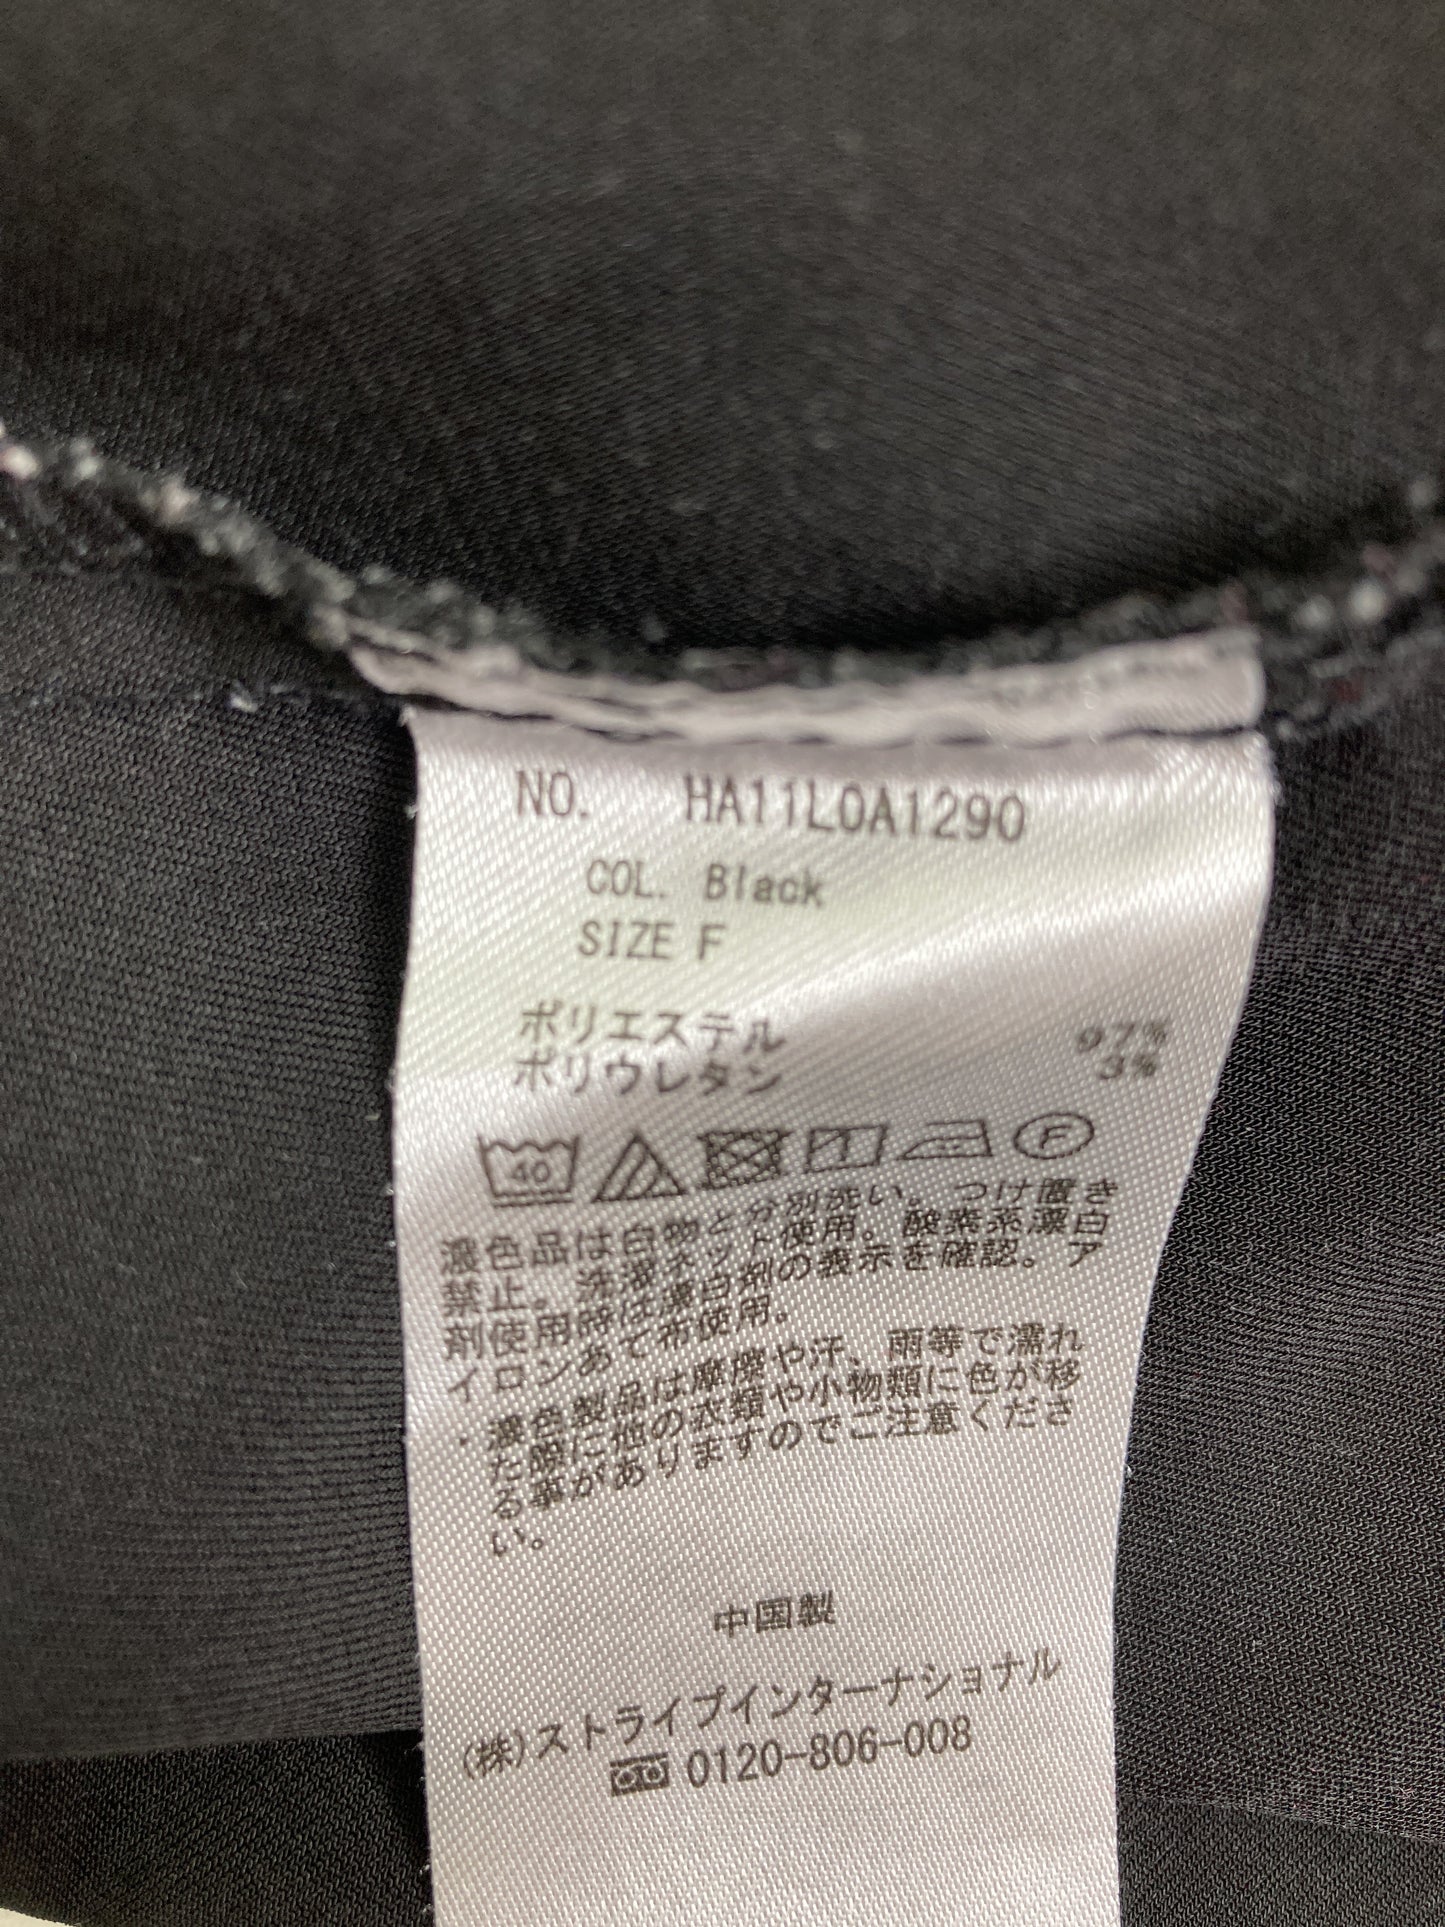 NO. HA11L0A1290
COL. Black
SIZE F
ポリエステル 97%
ポリウレタン 3%
40 F
濃色品は白物と分別洗い。つけ置き
禁止。洗濯ネット使用。酸素系漂白
剤使用時は漂白剤の表示を確認。ア
イロンあて布使用。
・濃色製品は摩擦や汗、雨等で濡れ
た際に他の衣類や小物類に色が移
る事がありますのでご注意くださ
い。
中国製
(株)ストライプインターナショナル
0120-806-008